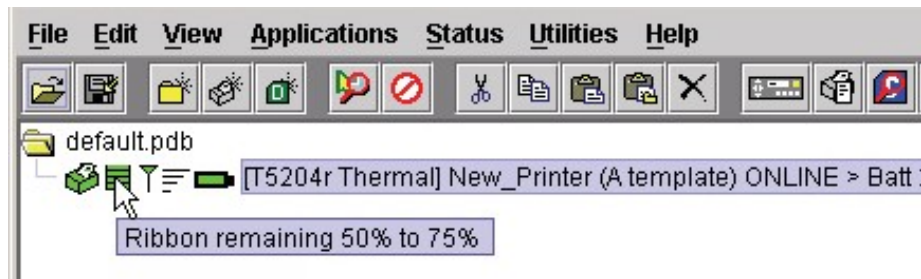 File Edit View Applications Status Utilities Help
default.pdb
[T5204r Thermal] New_Printer (A template) ONLINE > Batt
Ribbon remaining 50% to 75%